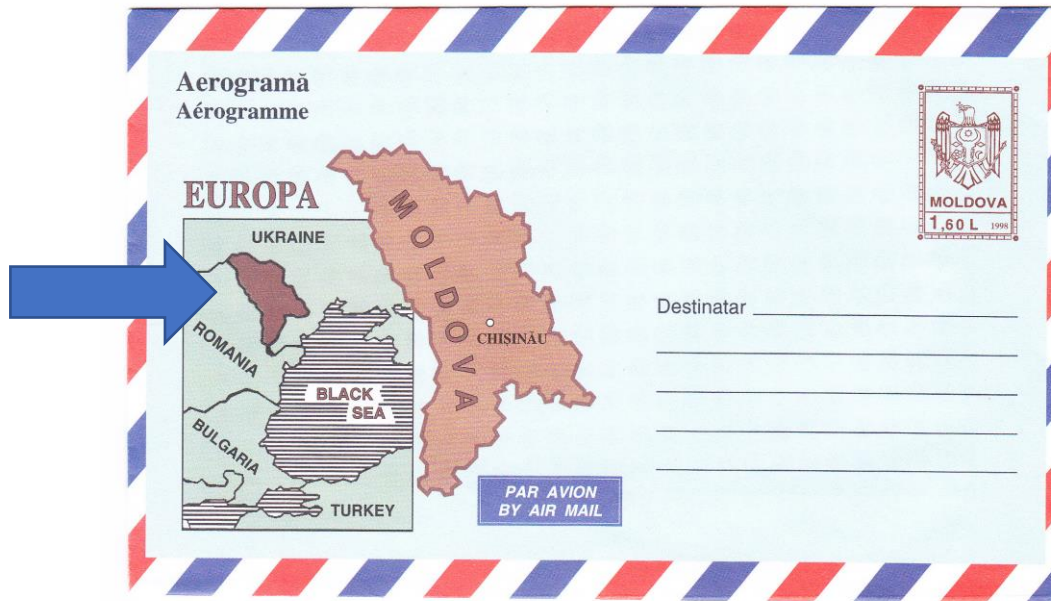 Aerogramă
Aérogramme
EUROPA
UKRAINE
ROMANIA
BLACK
SEA
BULGARIA
TURKEY
MOLDOVA
CHIȘINĂU
PAR AVION
BY AIR MAIL
MOLDOVA
1,60 L 1998
Destinatar